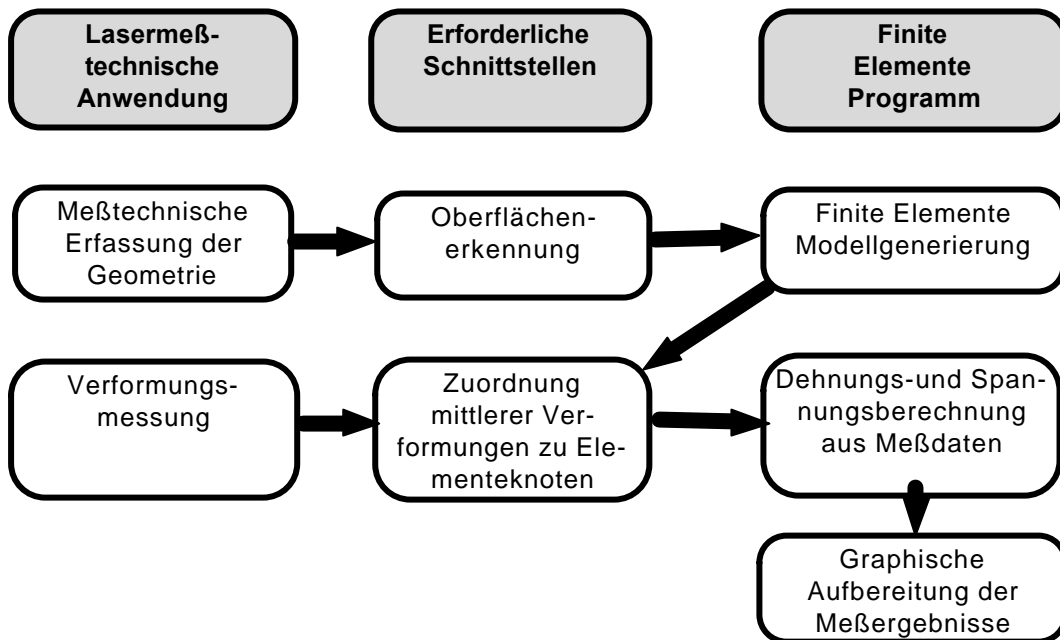 Lasermeß-
technische
Anwendung
Erforderliche
Schnittstellen
Finite
Elemente
Programm
Meßtechnische
Erfassung der
Geometrie
Oberflächen-
erkennung
Finite Elemente
Modellgenerierung
Verformungs-
messung
Zuordnung
mittlerer Ver-
formungen zu Ele-
menteknoten
Dehnungs-und Span-
nungsberechnung
aus Meßdaten
Graphische
Aufbereitung der
Meßergebnisse